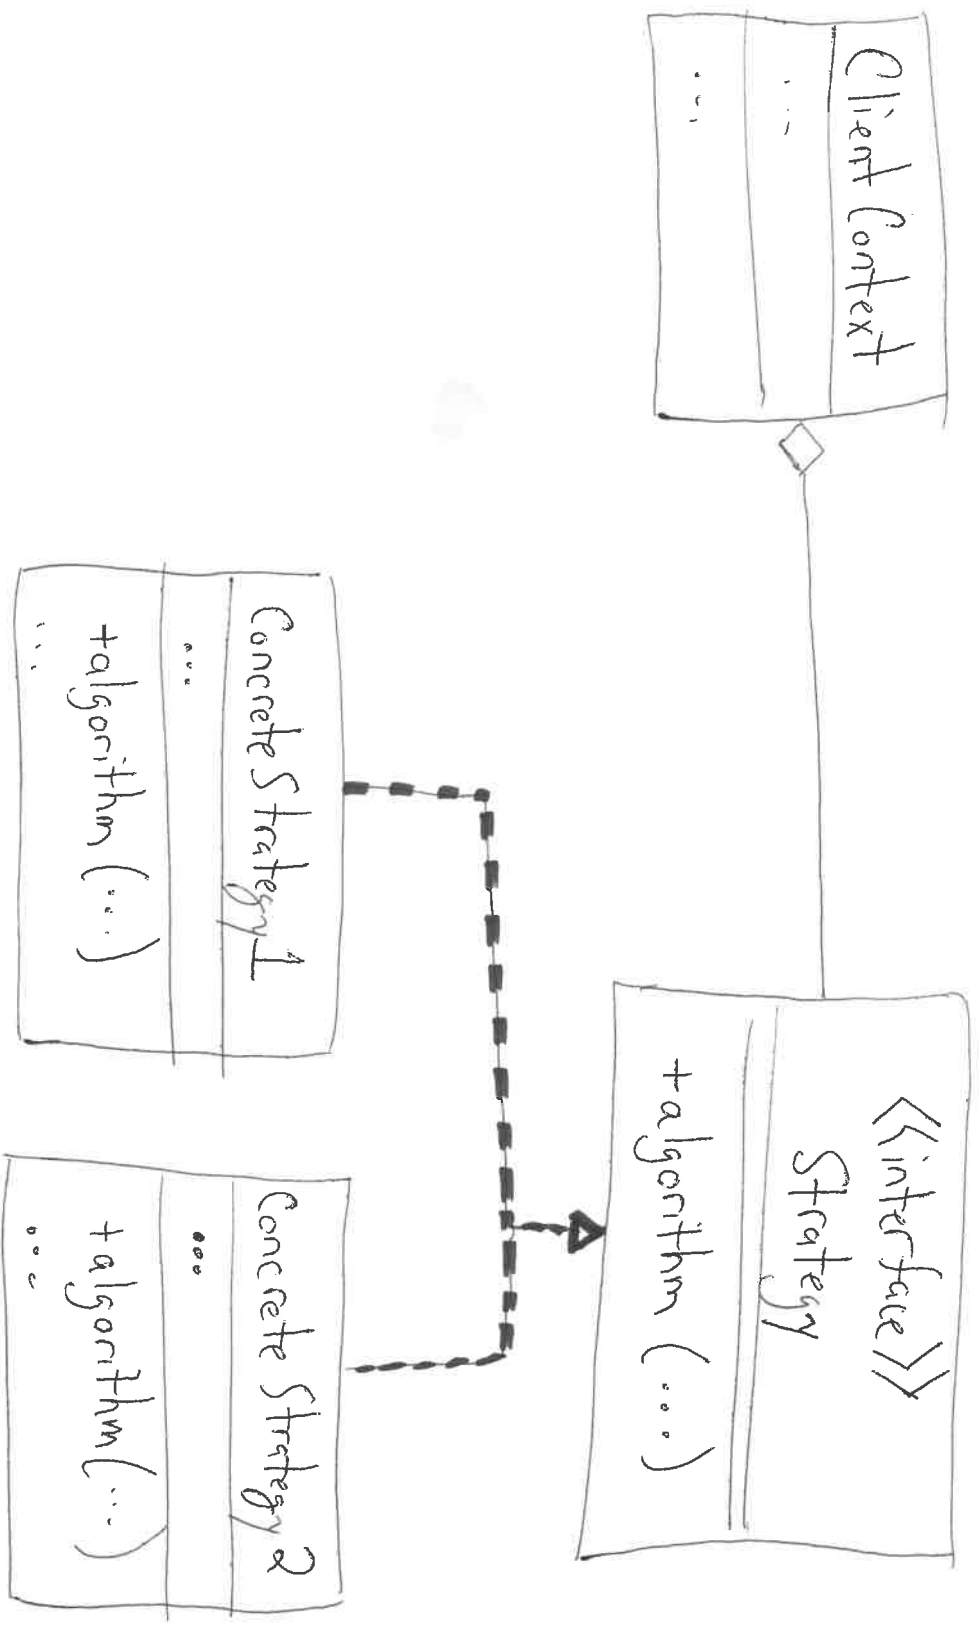 Client Context
...
...
<<interface>>
Strategy
+algorithm (...)
Concrete Strategy 1
...
+algorithm (...)
...
Concrete Strategy 2
...
+algorithm (...)
...